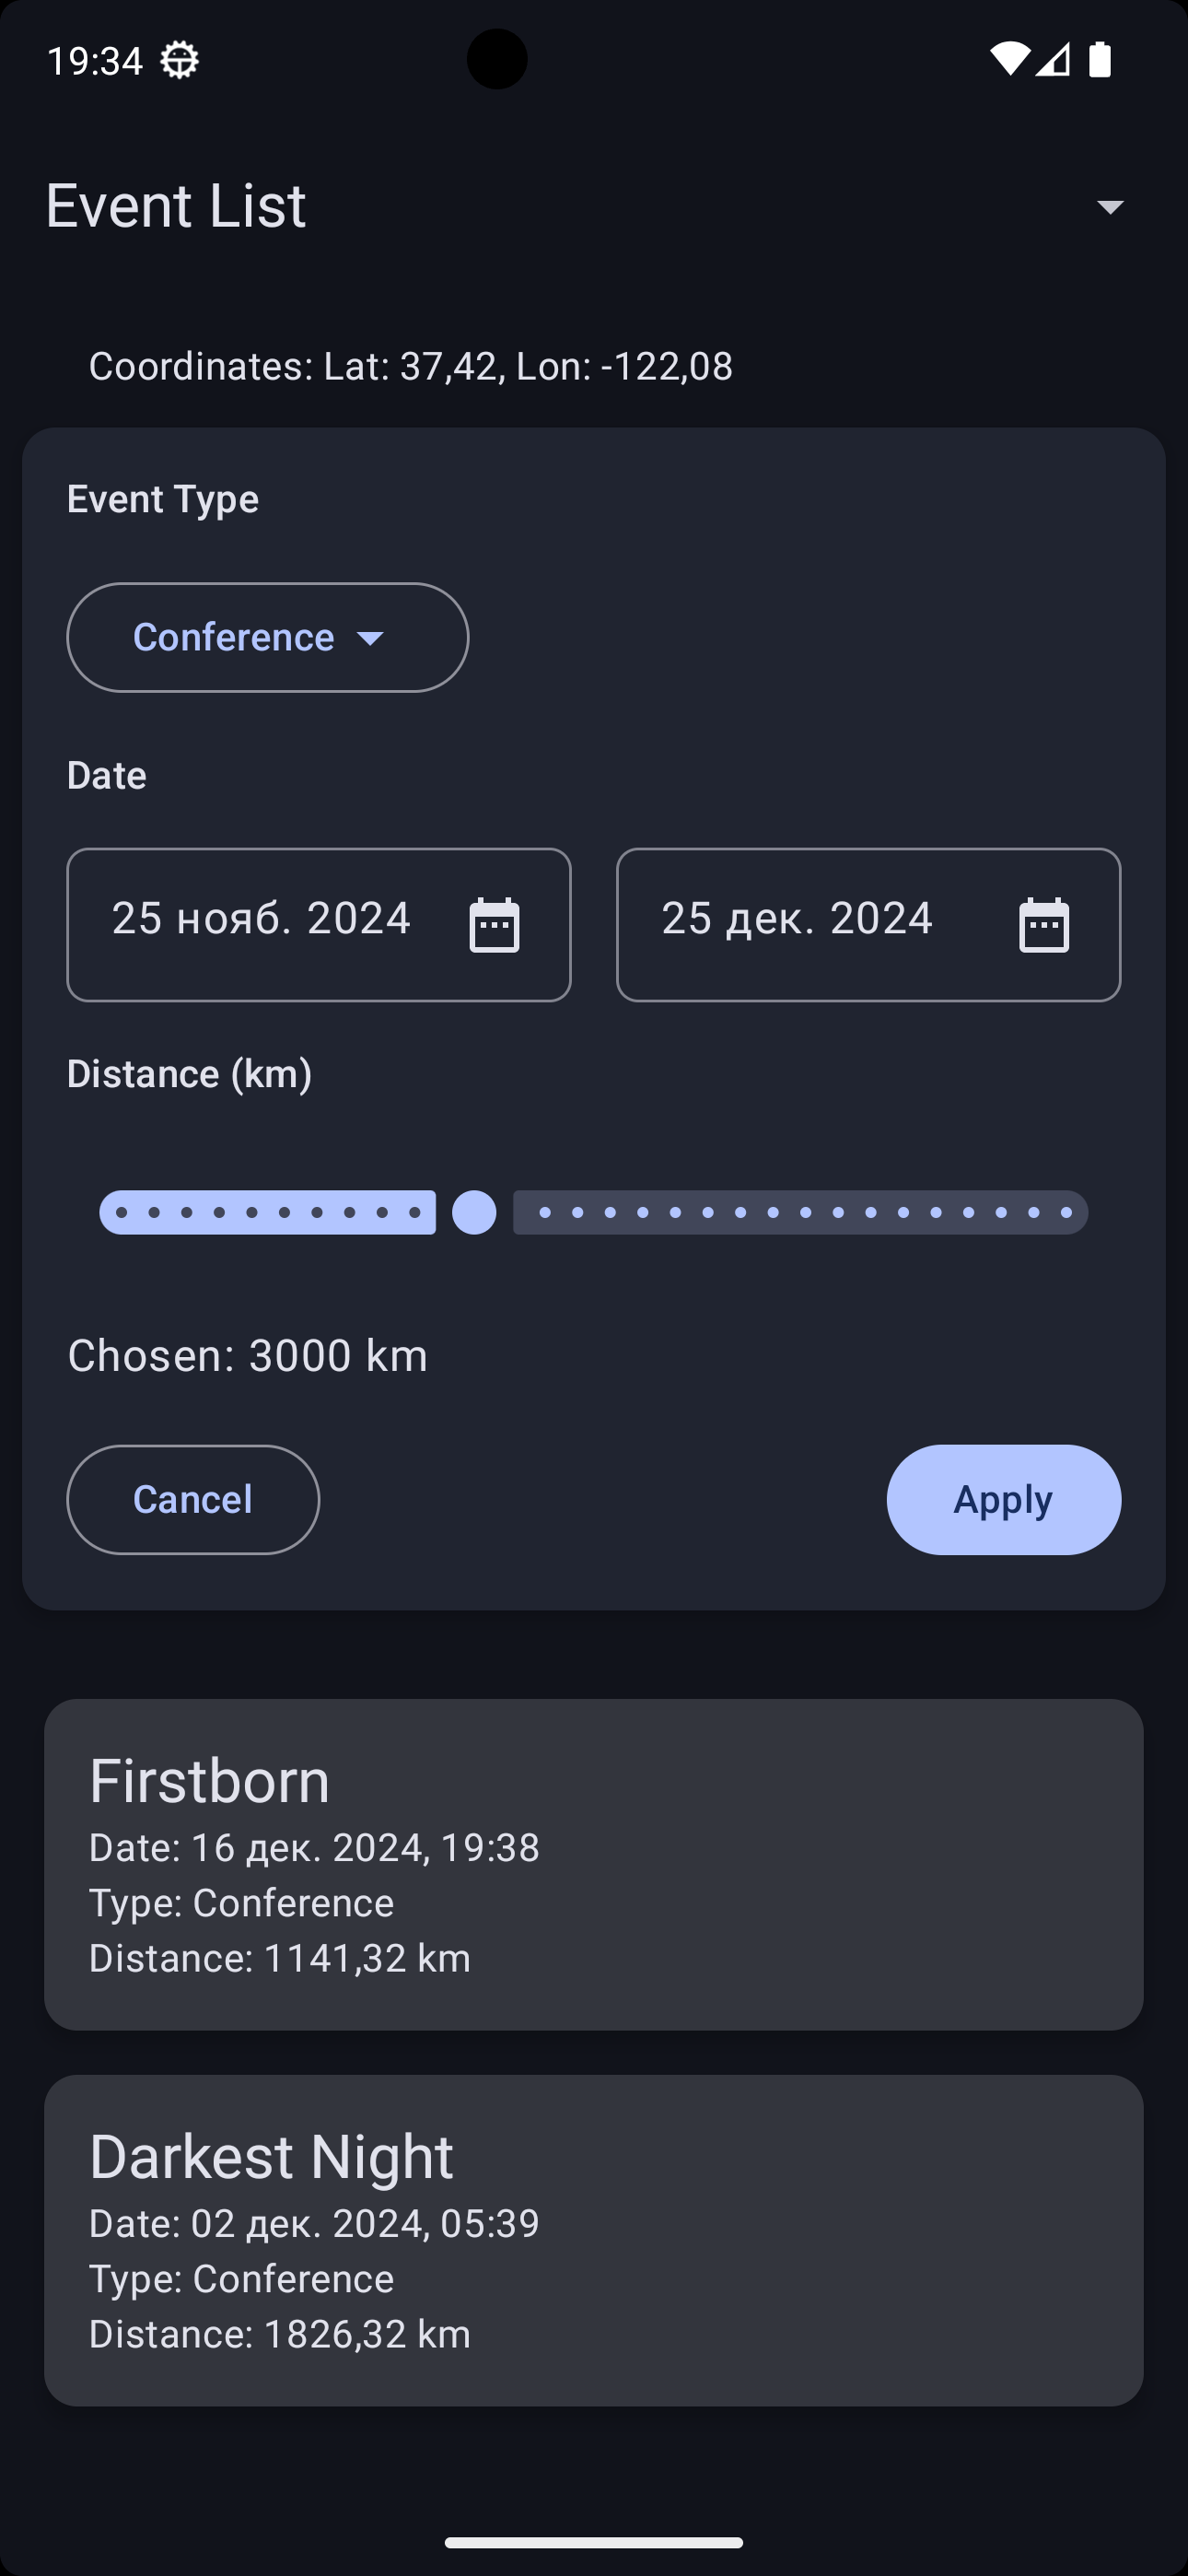 19:34
Event List
Coordinates: Lat: 37,42, Lon: -122,08
Event Type
Conference
Date
25 нояб. 2024 25 дек. 2024
Distance (km)
Chosen: 3000 km
Cancel Apply
Firstborn
Date: 16 дек. 2024, 19:38
Type: Conference
Distance: 1141,32 km
Darkest Night
Date: 02 дек. 2024, 05:39
Type: Conference
Distance: 1826,32 km